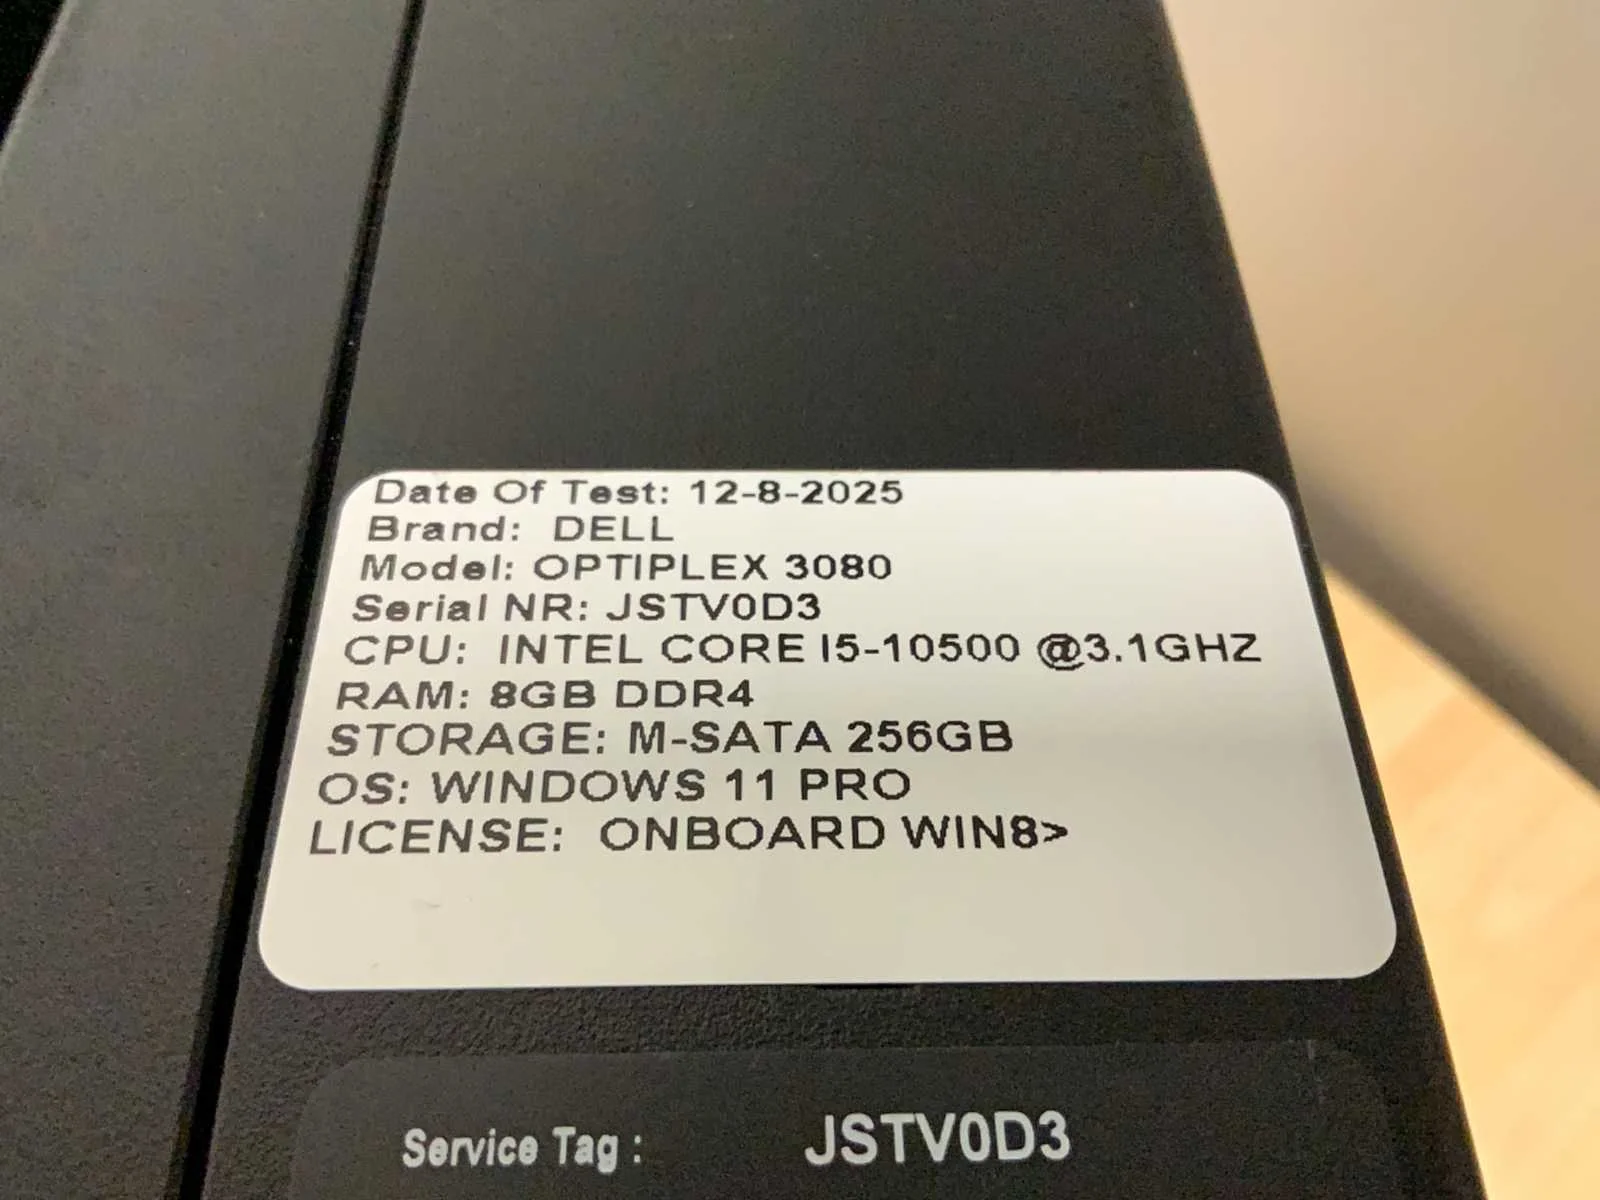 Date Of Test: 12-8-2025
Brand: DELL
Model: OPTIPLEX 3080
Serial NR: JSTV0D3
CPU: INTEL CORE I5-10500 @3.1GHZ
RAM: 8GB DDR4
STORAGE: M-SATA 256GB
OS: WINDOWS 11 PRO
LICENSE: ONBOARD WIN8>
Service Tag : JSTV0D3